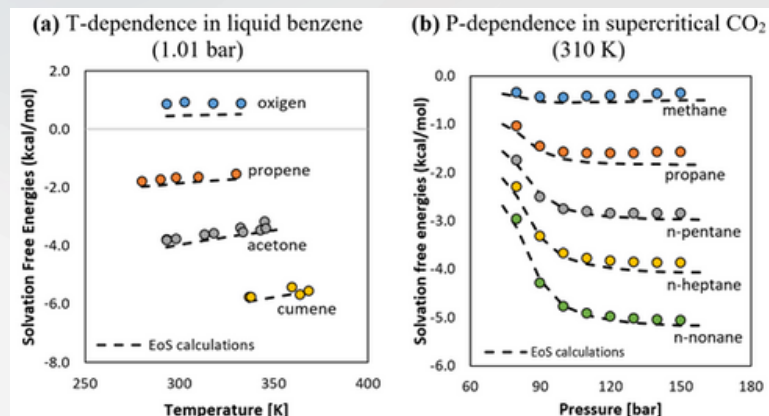 (a) T-dependence in liquid benzene
(1.01 bar)
Solvation Free Energies (kcal/mol)
2.0
0.0
-2.0
-4.0
-6.0
-8.0
oxigen
propene
acetone
cumene
EoS calculations
250
300
350
400
Temperature [K]
(b) P-dependence in supercritical CO₂
(310 K)
Solvation free energies (kcal/mol)
0.0
-1.0
-2.0
-3.0
-4.0
-5.0
-6.0
methane
propane
n-pentane
n-heptane
n-nonane
EoS calculations
60
90
120
150
180
Pressure [bar]